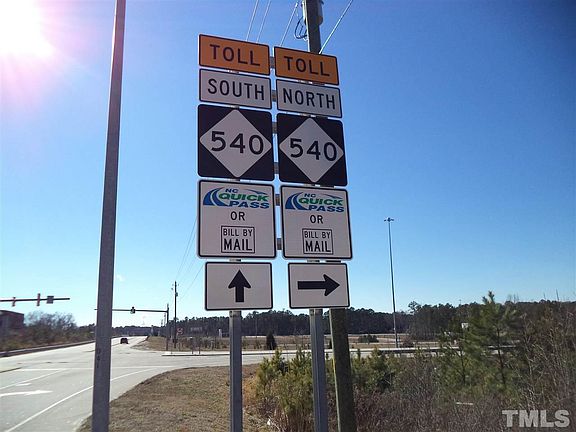 TOLL
SOUTH
540
NC
QUICK
PASS
OR
BILL BY
MAIL
TOLL
NORTH
540
NC
QUICK
PASS
OR
BILL BY
MAIL
TMLS